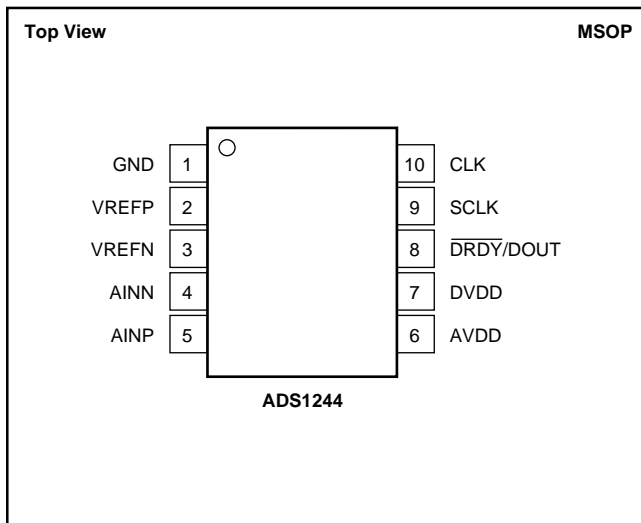 Top View MSOP
GND 1 10 CLK
VREFP 2 9 SCLK
VREFN 3 8 DRDY/DOUT
AINN 4 7 DVDD
AINP 5 6 AVDD
ADS1244